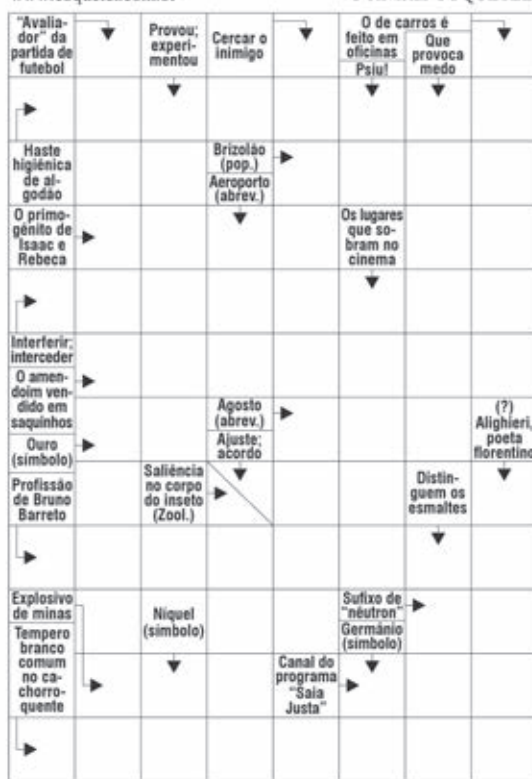 "Avalia-
dor" da
partida de
futebol
Provou;
experi-
mentou
Cercar o
inimigo
O de carros é
feito em
oficinas
Psiu!
Que
provoca
medo
Haste
higiênica
de al-
godão
Brizolão
(pop.)
Aeroporto
(abrev.)
O primo-
gênito de
Isaac e
Rebeca
Os lugares
que so-
bram no
cinema
Interferir;
interceder
O amen-
doim ven-
dido em
saquinhos
Ouro
(símbolo)
Agosto
(abrev.)
Ajuste;
acordo
(?)
Alighieri,
poeta
florentino
Profissão
de Bruno
Barreto
Saliência
no corpo
do inseto
(Zool.)
Distin-
guem os
esmaltes
Explosivo
de minas
Tempero
branco
comum
no ca-
chorro-
quente
Níquel
(símbolo)
Sufixo de
"nêutron"
Germânio
(símbolo)
Canal do
programa
"Saia
Justa"